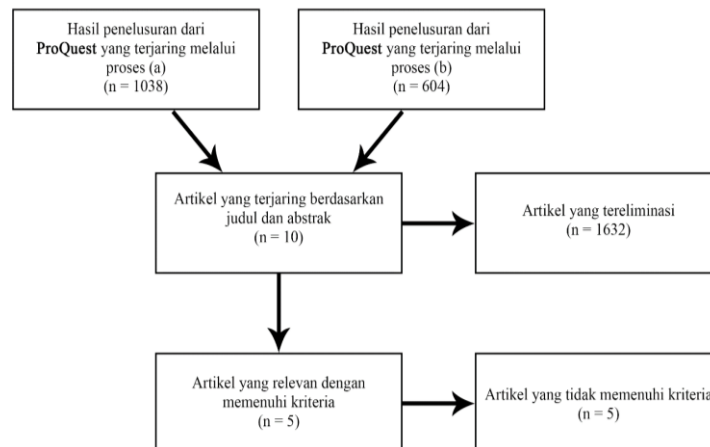 Hasil penelusuran dari
ProQuest yang terjaring melalui
proses (a)
(n = 1038)
Hasil penelusuran dari
ProQuest yang terjaring melalui
proses (b)
(n = 604)
Artikel yang terjaring berdasarkan
judul dan abstrak
(n = 10)
Artikel yang tereliminasi
(n = 1632)
Artikel yang relevan dengan
memenuhi kriteria
(n = 5)
Artikel yang tidak memenuhi kriteria
(n = 5)